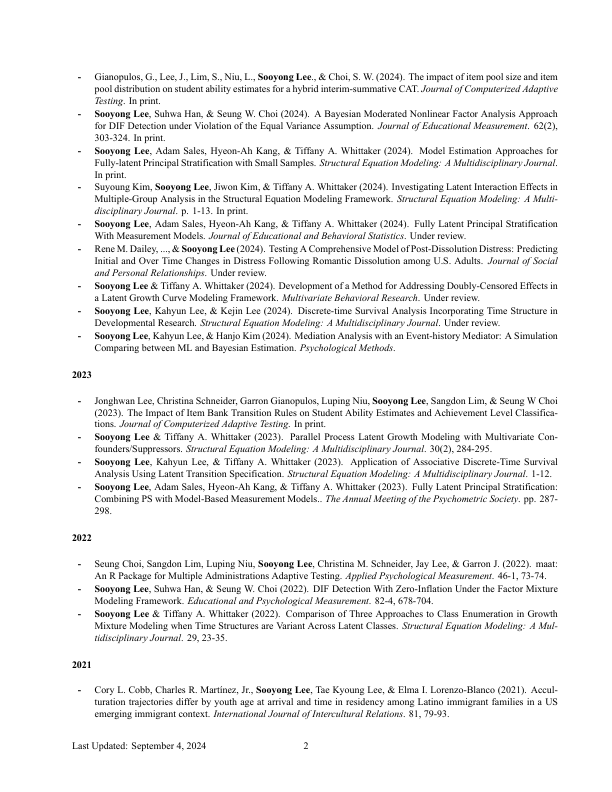 - Gianopulos, G., Lee, J., Lim, S., Niu, L., Sooyong Lee., & Choi, S. W. (2024). The impact of item pool size and item
pool distribution on student ability estimates for a hybrid interim-summative CAT. Journal of Computerized Adaptive
Testing. In print.
- Sooyong Lee, Suhwa Han, & Seung W. Choi (2024). A Bayesian Moderated Nonlinear Factor Analysis Approach
for DIF Detection under Violation of the Equal Variance Assumption. Journal of Educational Measurement. 62(2),
303-324. In print.
- Sooyong Lee, Adam Sales, Hyeon-Ah Kang, & Tiffany A. Whittaker (2024). Model Estimation Approaches for
Fully-latent Principal Stratification with Small Samples. Structural Equation Modeling: A Multidisciplinary Journal.
In print.
- Suyoung Kim, Sooyong Lee, Jiwon Kim, & Tiffany A. Whittaker (2024). Investigating Latent Interaction Effects in
Multiple-Group Analysis in the Structural Equation Modeling Framework. Structural Equation Modeling: A Multi-
disciplinary Journal. p. 1-13. In print.
- Sooyong Lee, Adam Sales, Hyeon-Ah Kang, & Tiffany A. Whittaker (2024). Fully Latent Principal Stratification
With Measurement Models. Journal of Educational and Behavioral Statistics. Under review.
- Rene M. Dailey, ..., & Sooyong Lee (2024). Testing A Comprehensive Model of Post-Dissolution Distress: Predicting
Initial and Over Time Changes in Distress Following Romantic Dissolution among U.S. Adults. Journal of Social
and Personal Relationships. Under review.
- Sooyong Lee & Tiffany A. Whittaker (2024). Development of a Method for Addressing Doubly-Censored Effects in
a Latent Growth Curve Modeling Framework. Multivariate Behavioral Research. Under review.
- Sooyong Lee, Kahyun Lee & Kejin Lee (2024). Discrete-time Survival Analysis Incorporating Time Structure in
Developmental Research. Structural Equation Modeling: A Multidisciplinary Journal. Under review.
- Sooyong Lee, Kahyun Lee, & Hanjo Kim (2024). Mediation Analysis with an Event-history Mediator: A Simulation
Comparing between ML and Bayesian Estimation. Psychological Methods.
2023
- Jonghwan Lee, Christina Schneider, Garron Gianopulos, Luping Niu, Sooyong Lee, Sangdon Lim, & Seung W Choi
(2023). The Impact of Item Bank Transition Rules on Student Ability Estimates and Achievement Level Classifica-
tions. Journal of Computerized Adaptive Testing. In print.
- Sooyong Lee & Tiffany A. Whittaker (2023). Parallel Process Latent Growth Modeling with Multivariate Con-
founders/Suppressors. Structural Equation Modeling: A Multidisciplinary Journal. 30(2), 284-295.
- Sooyong Lee, Kahyun Lee, & Tiffany A. Whittaker (2023). Application of Associative Discrete-Time Survival
Analysis Using Latent Transition Specification. Structural Equation Modeling: A Multidisciplinary Journal. 1-12.
- Sooyong Lee, Adam Sales, Hyeon-Ah Kang, & Tiffany A. Whittaker (2023). Fully Latent Principal Stratification:
Combining PS with Model-Based Measurement Models.. The Annual Meeting of the Psychometric Society. pp. 287-
298.
2022
- Seung Choi, Sangdon Lim, Luping Niu, Sooyong Lee, Christina M. Schneider, Jay Lee, & Garron J. (2022). maat:
An R Package for Multiple Administrations Adaptive Testing. Applied Psychological Measurement. 46-1, 73-74.
- Sooyong Lee, Suhwa Han, & Seung W. Choi (2022). DIF Detection With Zero-Inflation Under the Factor Mixture
Modeling Framework. Educational and Psychological Measurement. 82-4, 678-704.
- Sooyong Lee & Tiffany A. Whittaker (2022). Comparison of Three Approaches to Class Enumeration in Growth
Mixture Modeling when Time Structures are Variant Across Latent Classes. Structural Equation Modeling: A Mul-
tidisciplinary Journal. 29, 23-35.
2021
- Cory L. Cobb, Charles R. Martínez, Jr., Sooyong Lee, Tae Kyoung Lee, & Elma I. Lorenzo-Blanco (2021). Accul-
turation trajectories differ by youth age at arrival and time in residency among Latino immigrant families in a US
emerging immigrant context. International Journal of Intercultural Relations. 81, 79-93.
Last Updated: September 4, 2024 2